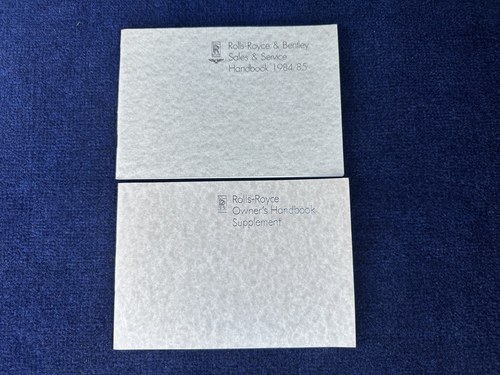 Rolls-Royce & Bentley
Sales & Service
Handbook 1984/85
Rolls-Royce
Owner's Handbook
Supplement